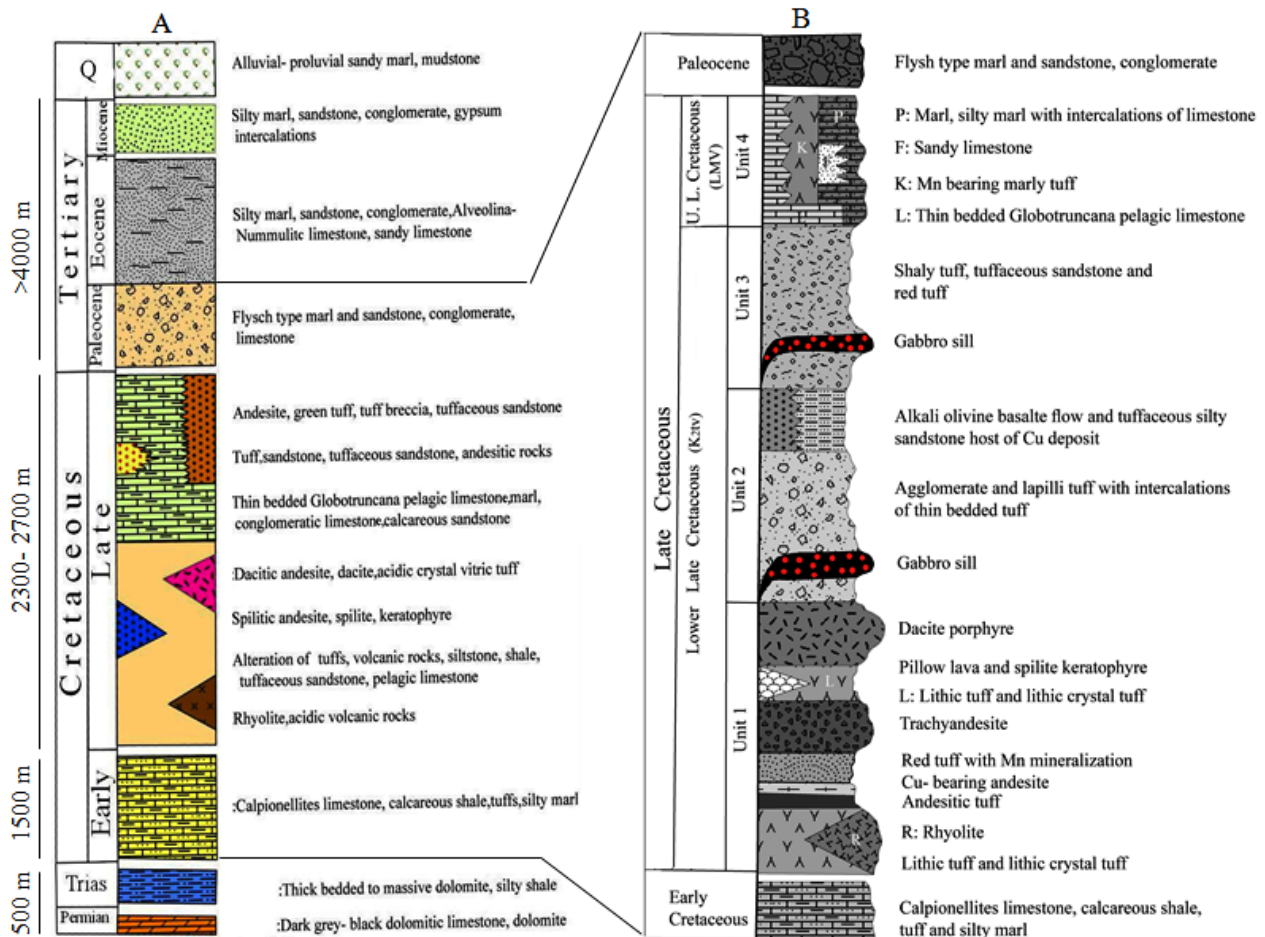 A
Q
Alluvial- proluvial sandy marl, mudstone
>4000 m
Tertiary
Miocene
Silty marl, sandstone, conglomerate, gypsum
intercalations
Eocene
Silty marl, sandstone, conglomerate,Alveolina-
Nummulitc limestone, sandy limestone
Paleocene
Flysch type marl and sandstone, conglomerate,
limestone
2300- 2700 m
Cretaceous
Late
Andesite, green tuff, tuff breccia, tuffaceous sandstone
Tuff,sandstone, tuffaceous sandstone, andesitic rocks
Thin bedded Globotruncana pelagic limestone,marl,
conglomeratic limestone,calcareous sandstone
:Dacitic andesite, dacite,acidic crystal vitric tuff
Spilitic andesite, spilite, keratophyre
Alteration of tuffs, volcanic rocks, siltstone, shale,
tuffaceous sandstone, pelagic limestone
Rhyolite,acidic volcanic rocks
1500 m
Early
:Calpionellites limestone, calcareous shale,tuffs,silty marl
500 m
Trias
:Thick bedded to massive dolomite, silty shale
Permian
:Dark grey- black dolomitic limestone, dolomite
B
Paleocene
Flysh type marl and sandstone, conglomerate
Late Cretaceous
U. L. Cretaceous
(LMV)
Unit 4
P
K
F
L
P: Marl, silty marl with intercalations of limestone
F: Sandy limestone
K: Mn bearing marly tuff
L: Thin bedded Globotruncana pelagic limestone
Lower Late Cretaceous (K2tv)
Unit 3
Shaly tuff, tuffaceous sandstone and
red tuff
Gabbro sill
Unit 2
Alkali olivine basalte flow and tuffaceous silty
sandstone host of Cu deposit
Agglomerate and lapilli tuff with intercalations
of thin bedded tuff
Gabbro sill
Unit 1
Dacite porphyre
Pillow lava and spilite keratophyre
L
L: Lithic tuff and lithic crystal tuff
Trachyandesite
Red tuff with Mn mineralization
Cu- bearing andesite
Andesitic tuff
R
R: Rhyolite
Lithic tuff and lithic crystal tuff
Early
Cretaceous
Calpionellites limestone, calcareous shale,
tuff and silty marl